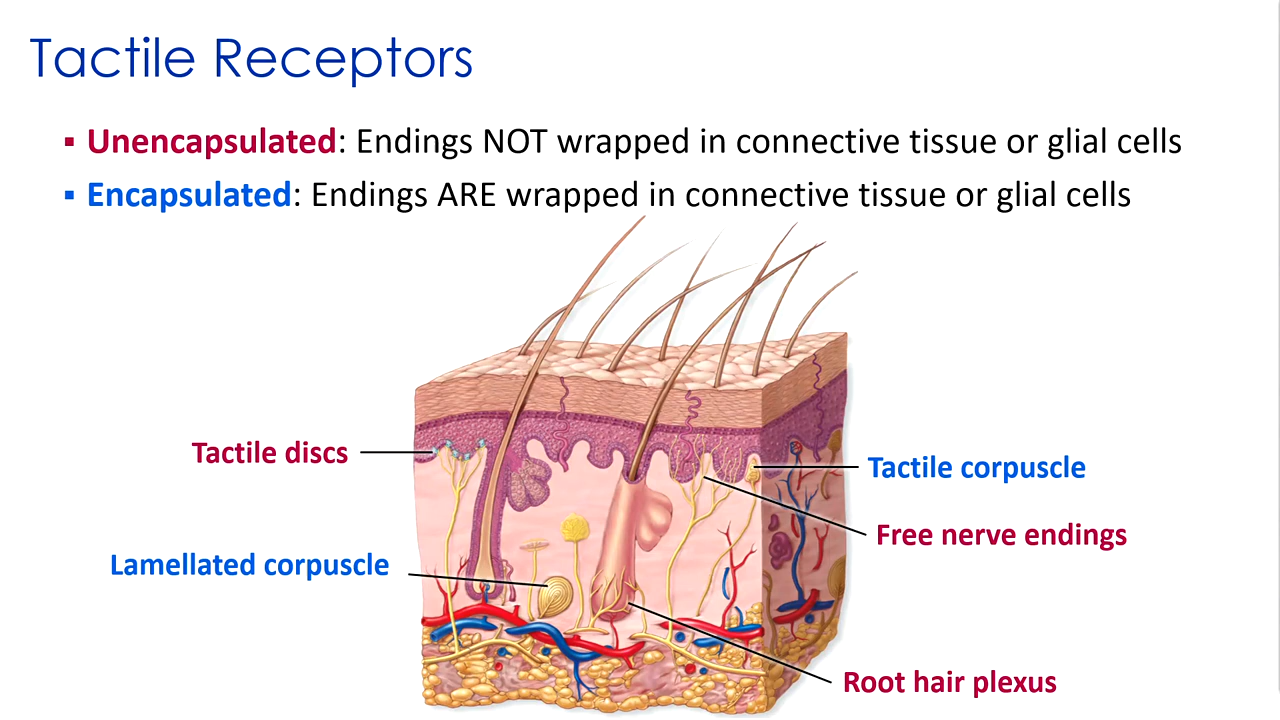 Tactile Receptors
▪ Unencapsulated: Endings NOT wrapped in connective tissue or glial cells
▪ Encapsulated: Endings ARE wrapped in connective tissue or glial cells
Tactile discs
Tactile corpuscle
Free nerve endings
Lamellated corpuscle
Root hair plexus